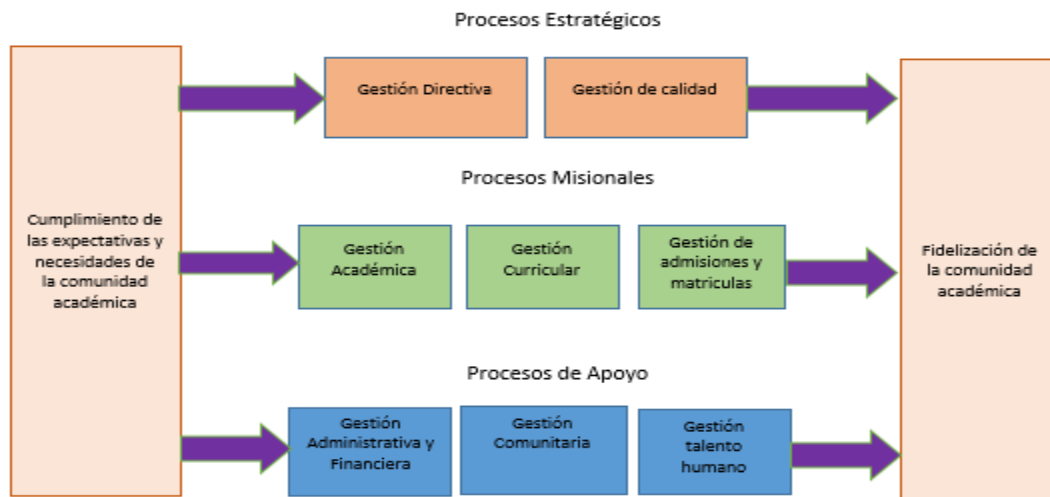 Procesos Estratégicos
Gestión Directiva
Gestión de calidad
Procesos Misionales
Cumplimiento de
las expectativas y
necesidades de
la comunidad
académica
Gestión
Académica
Gestión
Curricular
Gestión de
admisiones y
matriculas
Fidelización de
la comunidad
académica
Procesos de Apoyo
Gestión
Administrativa y
Financiera
Gestión
Comunitaria
Gestión
talento
humano